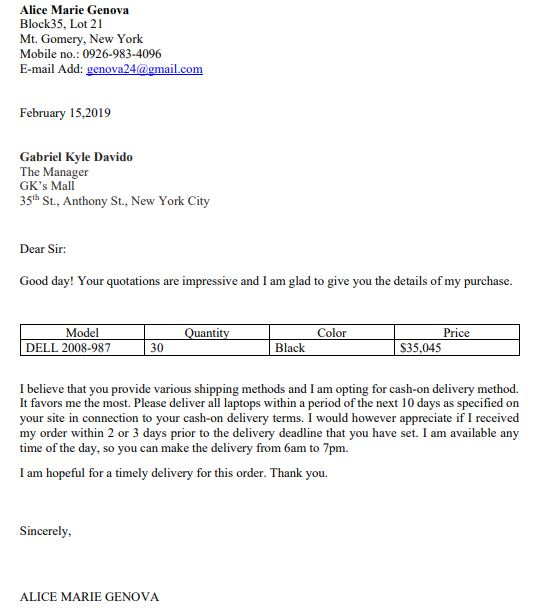 Alice Marie Genova
Block35, Lot 21
Mt. Gomery, New York
Mobile no.: 0926-983-4096
E-mail Add: genova24@gmail.com
February 15,2019
Gabriel Kyle Davido
The Manager
GK's Mall
35th St., Anthony St., New York City
Dear Sir:
Good day! Your quotations are impressive and I am glad to give you the details of my purchase.
Model Quantity Color Price
DELL 2008-987 30 Black $35,045
I believe that you provide various shipping methods and I am opting for cash-on delivery method.
It favors me the most. Please deliver all laptops within a period of the next 10 days as specified on
your site in connection to your cash-on delivery terms. I would however appreciate if I received
my order within 2 or 3 days prior to the delivery deadline that you have set. I am available any
time of the day, so you can make the delivery from 6am to 7pm.
I am hopeful for a timely delivery for this order. Thank you.
Sincerely,
ALICE MARIE GENOVA